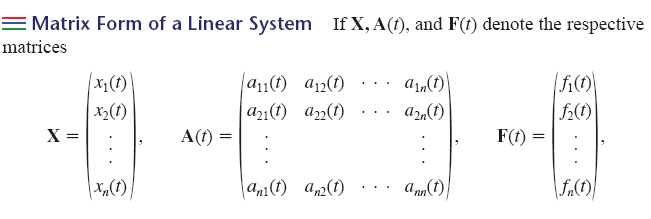 Matrix Form of a Linear System If X, A(t), and F(t) denote the respective
matrices
x₁(t) a₁₁(t) a₁₂(t) · · · a₁ₙ(t) f₁(t)
x₂(t) a₂₁(t) a₂₂(t) · · · a₂ₙ(t) f₂(t)
X = ⋮ , A(t) = ⋮ ⋮ , F(t) = ⋮ ,
xₙ(t) aₙ₁(t) aₙ₂(t) · · · aₙₙ(t) fₙ(t)